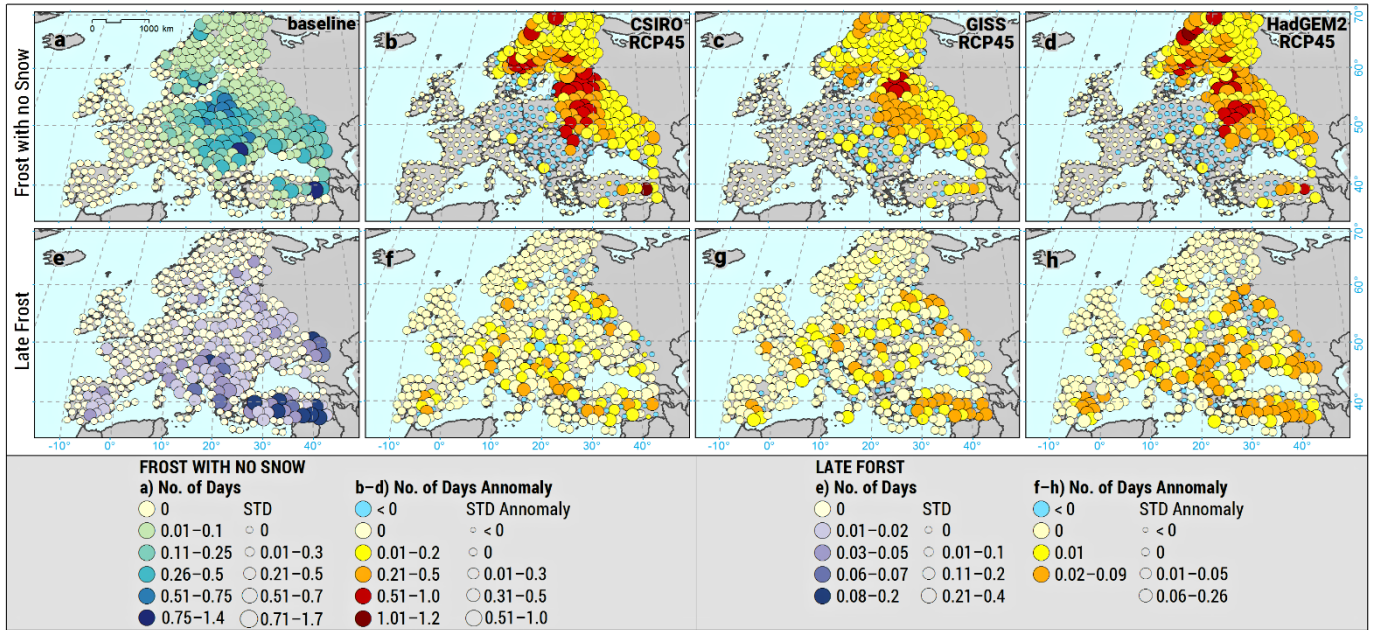 Frost with no Snow
a
0 1000 km
baseline
b
CSIRO
RCP45
c
GISS
RCP45
d
HadGEM2
RCP45
70°
60°
50°
40°
Late Frost
e
f
g
h
70°
60°
50°
40°
-10° 0° 10° 20° 30° 40° -10° 0° 10° 20° 30° 40° -10° 0° 10° 20° 30° 40° -10° 0° 10° 20° 30° 40°
FROST WITH NO SNOW
a) No. of Days b–d) No. of Days Annomaly
0 STD < 0 STD Annomaly
0.01–0.1 0 0 < 0
0.11–0.25 0.01–0.3 0.01–0.2 0
0.26–0.5 0.21–0.5 0.21–0.5 0.01–0.3
0.51–0.75 0.51–0.7 0.51–1.0 0.31–0.5
0.75–1.4 0.71–1.7 1.01–1.2 0.51–1.0
LATE FORST
e) No. of Days f–h) No. of Days Annomaly
0 STD < 0 STD Annomaly
0.01–0.02 0 0 < 0
0.03–0.05 0.01–0.1 0.01 0
0.06–0.07 0.11–0.2 0.02–0.09 0.01–0.05
0.08–0.2 0.21–0.4 0.06–0.26